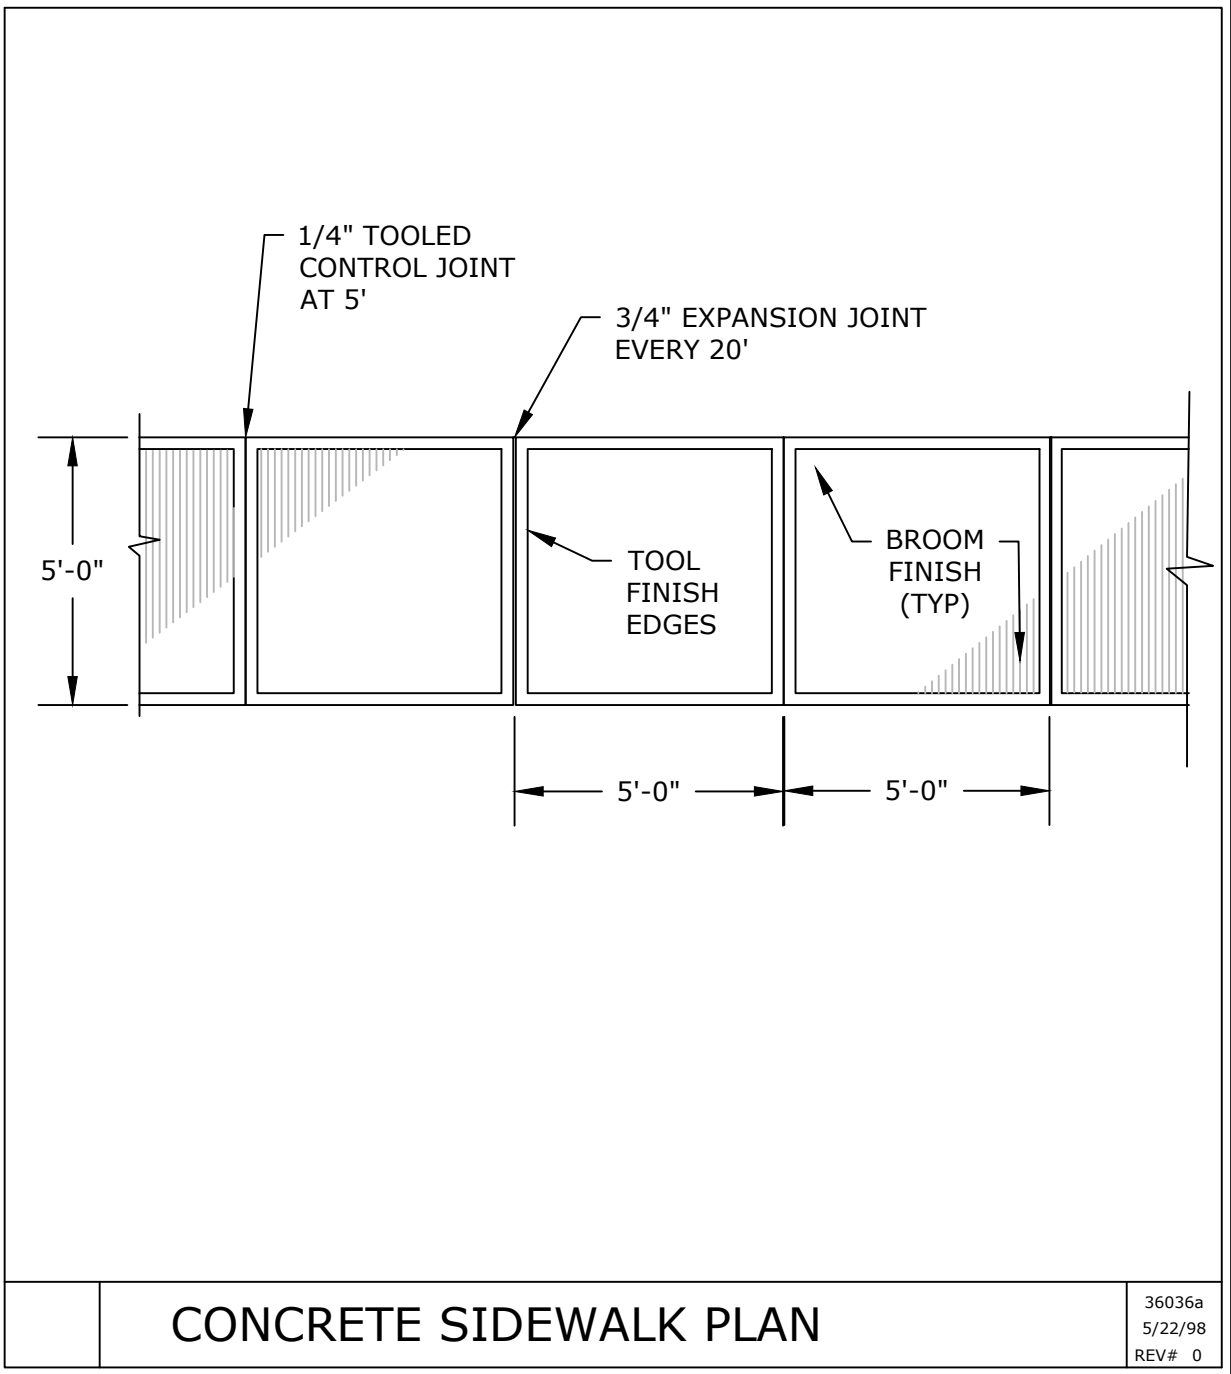 1/4" TOOLED
CONTROL JOINT
AT 5'
3/4" EXPANSION JOINT
EVERY 20'
5'-0"
TOOL
FINISH
EDGES
BROOM
FINISH
(TYP)
5'-0"
5'-0"
CONCRETE SIDEWALK PLAN
36036a
5/22/98
REV# 0